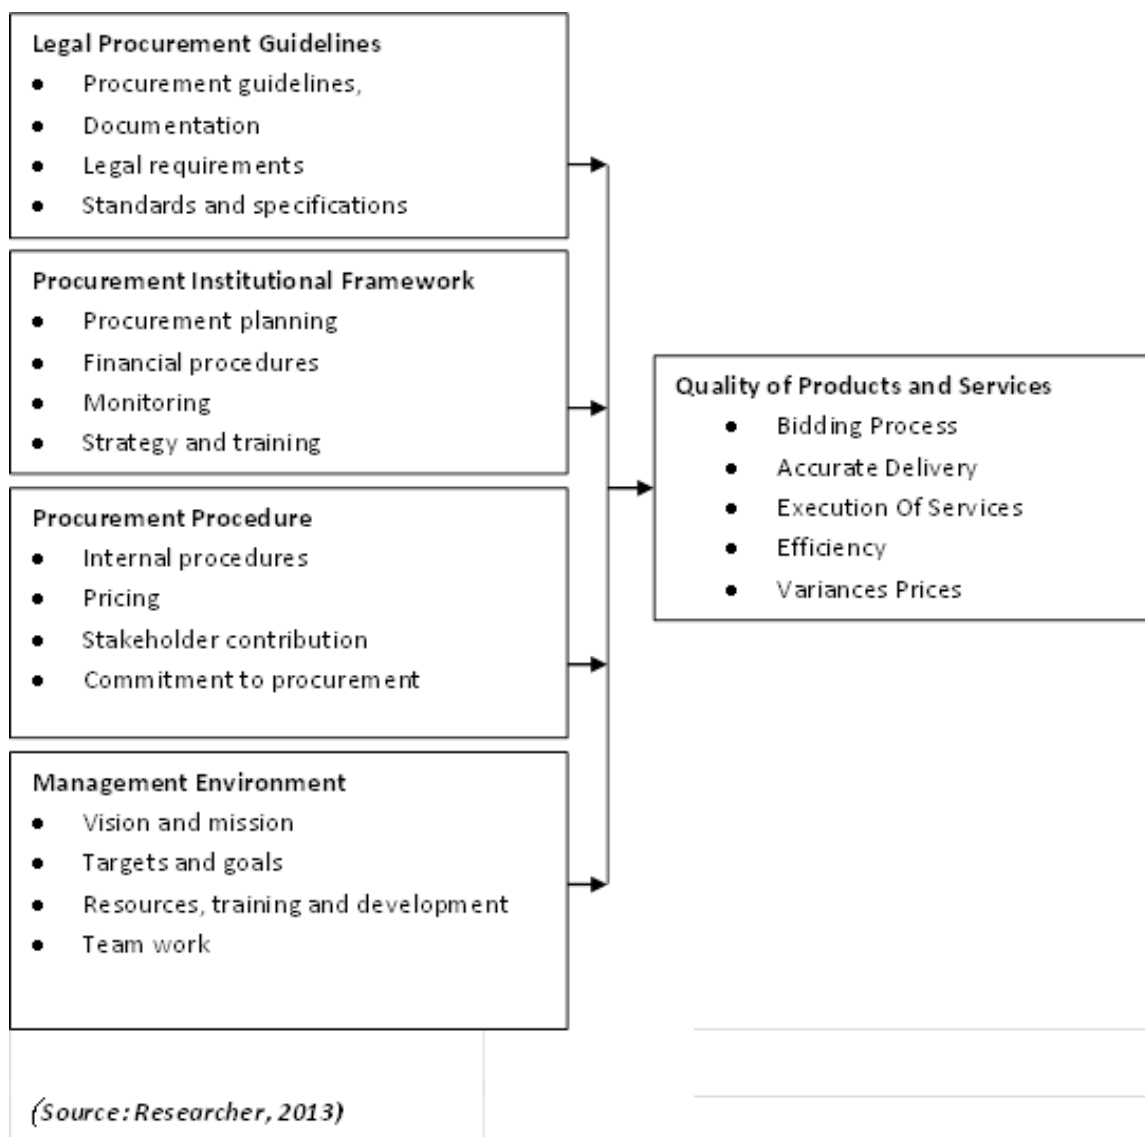 Legal Procurement Guidelines
● Procurement guidelines,
● Documentation
● Legal requirements
● Standards and specifications
Procurement Institutional Framework
● Procurement planning
● Financial procedures
● Monitoring
● Strategy and training
Procurement Procedure
● Internal procedures
● Pricing
● Stakeholder contribution
● Commitment to procurement
Management Environment
● Vision and mission
● Targets and goals
● Resources, training and development
● Team work
Quality of Products and Services
● Bidding Process
● Accurate Delivery
● Execution Of Services
● Efficiency
● Variances Prices
(Source: Researcher, 2013)